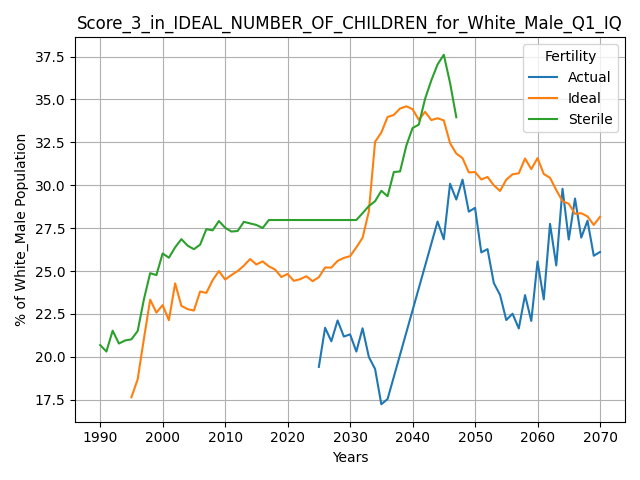 Score_3_in_IDEAL_NUMBER_OF_CHILDREN_for_White_Male_Q1_IQ
Fertility
Actual
Ideal
Sterile
% of White_Male Population
37.5
35.0
32.5
30.0
27.5
25.0
22.5
20.0
17.5
1990 2000 2010 2020 2030 2040 2050 2060 2070
Years